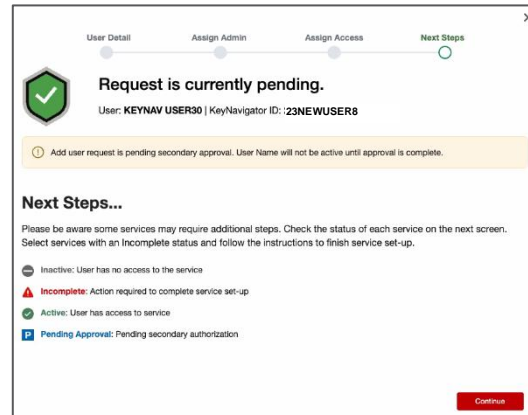 User Detail
Assign Admin
Assign Access
Next Steps
Request is currently pending.
User: KEYNAV USER30 | KeyNavigator ID: :23NEWUSER8
Add user request is pending secondary approval. User Name will not be active until approval is complete.
Next Steps...
Please be aware some services may require additional steps. Check the status of each service on the next screen.
Select services with an Incomplete status and follow the instructions to finish service set-up.
Inactive: User has no access to the service
Incomplete: Action required to complete service set-up
Active: User has access to service
P Pending Approval: Pending secondary authorization
Continue